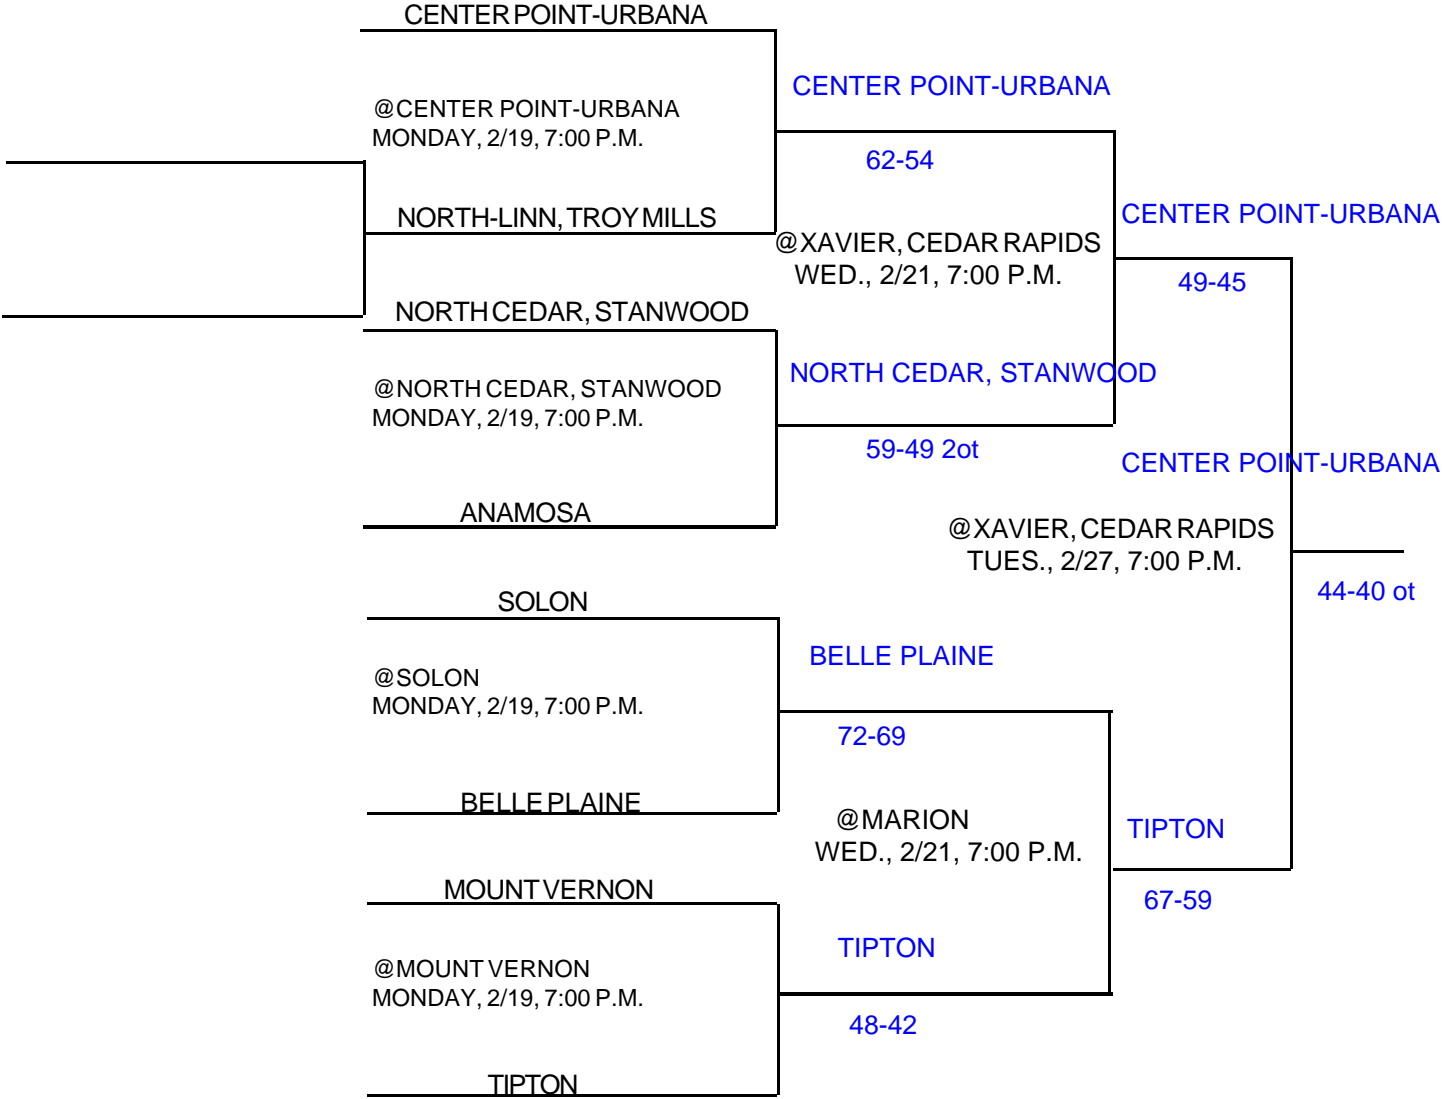 CENTER POINT-URBANA
CENTER POINT-URBANA
@CENTER POINT-URBANA
MONDAY, 2/19, 7:00 P.M.
62-54
CENTER POINT-URBANA
NORTH-LINN, TROY MILLS
@XAVIER, CEDAR RAPIDS
WED., 2/21, 7:00 P.M.
49-45
NORTH CEDAR, STANWOOD
NORTH CEDAR, STANWOOD
@NORTH CEDAR, STANWOOD
MONDAY, 2/19, 7:00 P.M.
59-49 2ot
CENTER POINT-URBANA
ANAMOSA
@XAVIER, CEDAR RAPIDS
TUES., 2/27, 7:00 P.M.
44-40 ot
SOLON
BELLE PLAINE
@SOLON
MONDAY, 2/19, 7:00 P.M.
72-69
BELLE PLAINE
@MARION
WED., 2/21, 7:00 P.M.
TIPTON
67-59
MOUNT VERNON
TIPTON
@MOUNT VERNON
MONDAY, 2/19, 7:00 P.M.
48-42
TIPTON